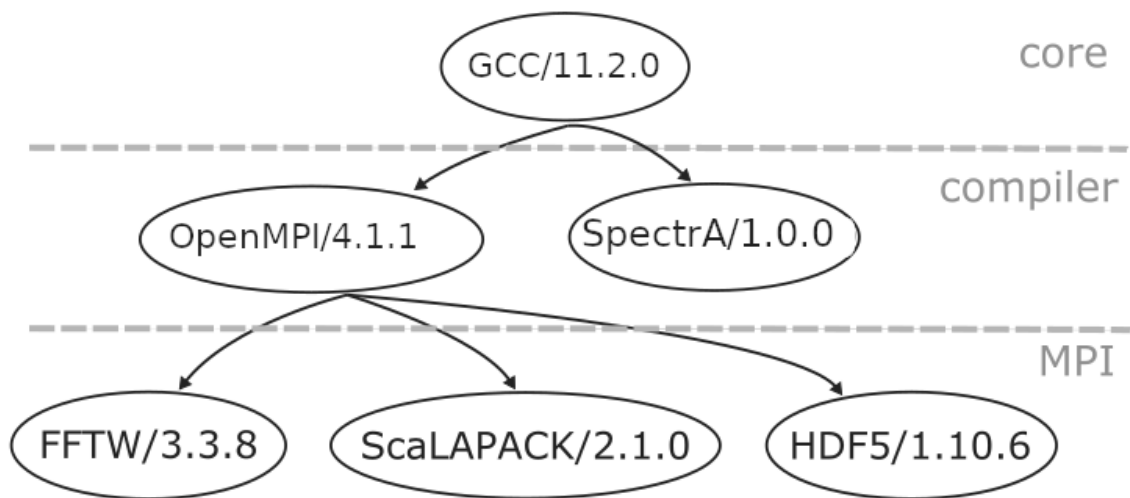 GCC/11.2.0
core
compiler
OpenMPI/4.1.1
SpectrA/1.0.0
MPI
FFTW/3.3.8
ScaLAPACK/2.1.0
HDF5/1.10.6